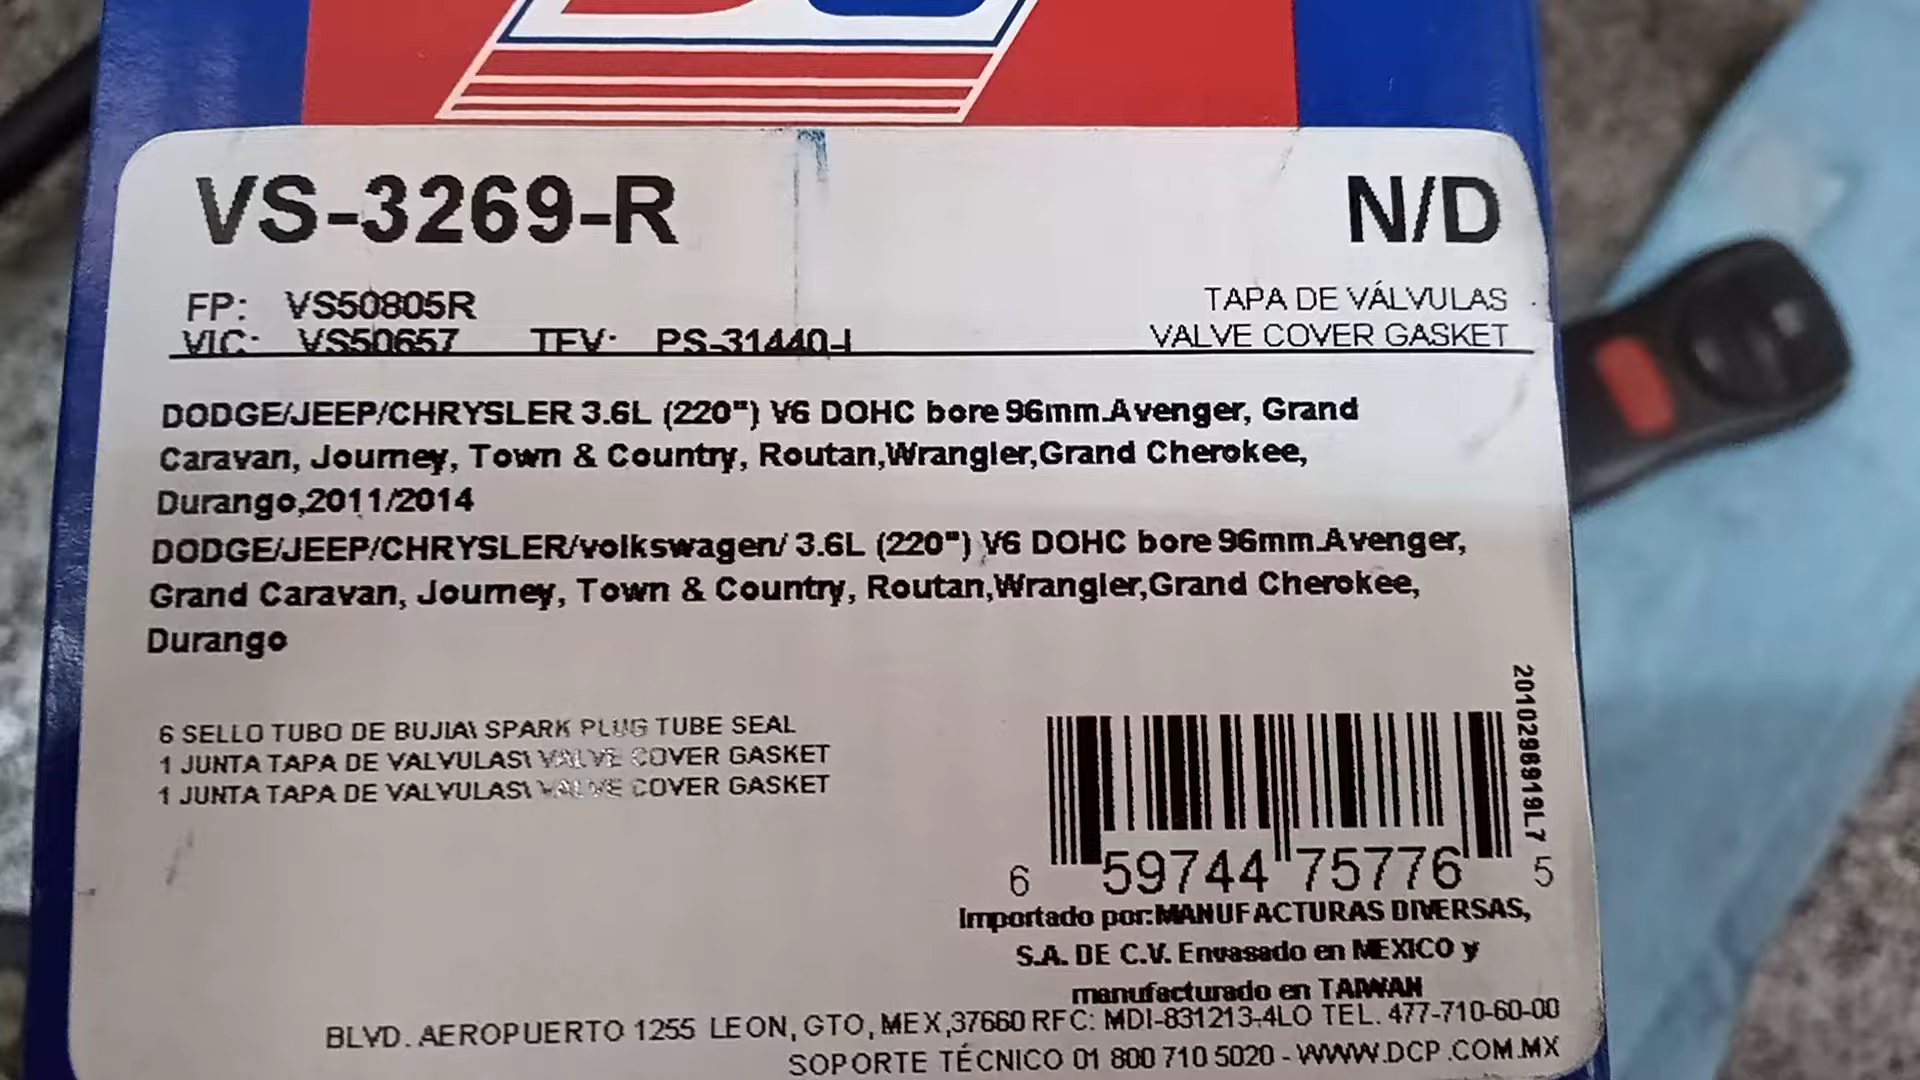 VS-3269-R
N/D
FP: VS50805R
TAPA DE VÁLVULAS
VIC: VS50657 TFV: PS-31440-L
VALVE COVER GASKET
DODGE/JEEP/CHRYSLER 3.6L (220") V6 DOHC bore 96mm.Avenger, Grand
Caravan, Journey, Town & Country, Routan,Wrangler,Grand Cherokee,
Durango,2011/2014
DODGE/JEEP/CHRYSLER/volkswagen/ 3.6L (220") V6 DOHC bore 96mm.Avenger,
Grand Caravan, Journey, Town & Country, Routan,Wrangler,Grand Cherokee,
Durango
6 SELLO TUBO DE BUJIA\ SPARK PLUG TUBE SEAL
1 JUNTA TAPA DE VALVULAS\ VALVE COVER GASKET
1 JUNTA TAPA DE VALVULAS\ VALVE COVER GASKET
2010296919L7
6 59744 75776 5
Importado por:MANUFACTURAS DIVERSAS,
S.A. DE C.V. Envasado en MEXICO y
manufacturado en TAIWAN
BLVD. AEROPUERTO 1255 LEON, GTO, MEX,37660 RFC: MDI-831213-4LO TEL. 477-710-60-00
SOPORTE TÉCNICO 01 800 710 5020 - WWW.DCP.COM.MX